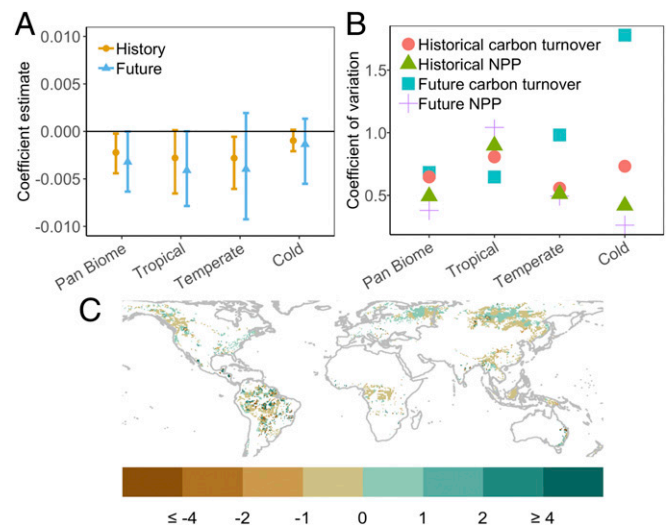 A
B
0.010
0.005
0.000
-0.005
-0.010
Coefficient estimate
History
Future
Pan Biome
Tropical
Temperate
Cold
1.5
1.0
0.5
Coefficient of variation
Historical carbon turnover
Historical NPP
Future carbon turnover
Future NPP
Pan Biome
Tropical
Temperate
Cold
C
≤ -4 -2 -1 0 1 2 ≥ 4